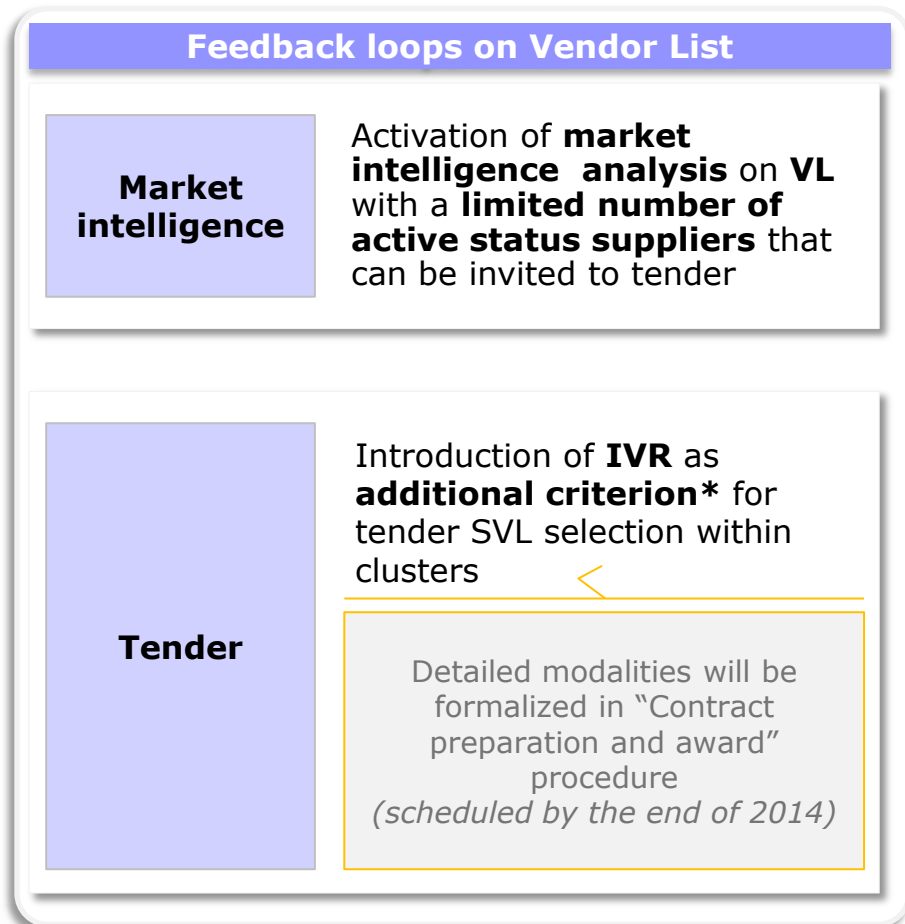 Feedback loops on Vendor List
Market
intelligence
Activation of market
intelligence analysis on VL
with a limited number of
active status suppliers that
can be invited to tender
Tender
Introduction of IVR as
additional criterion* for
tender SVL selection within
clusters
Detailed modalities will be
formalized in “Contract
preparation and award”
procedure
(scheduled by the end of 2014)